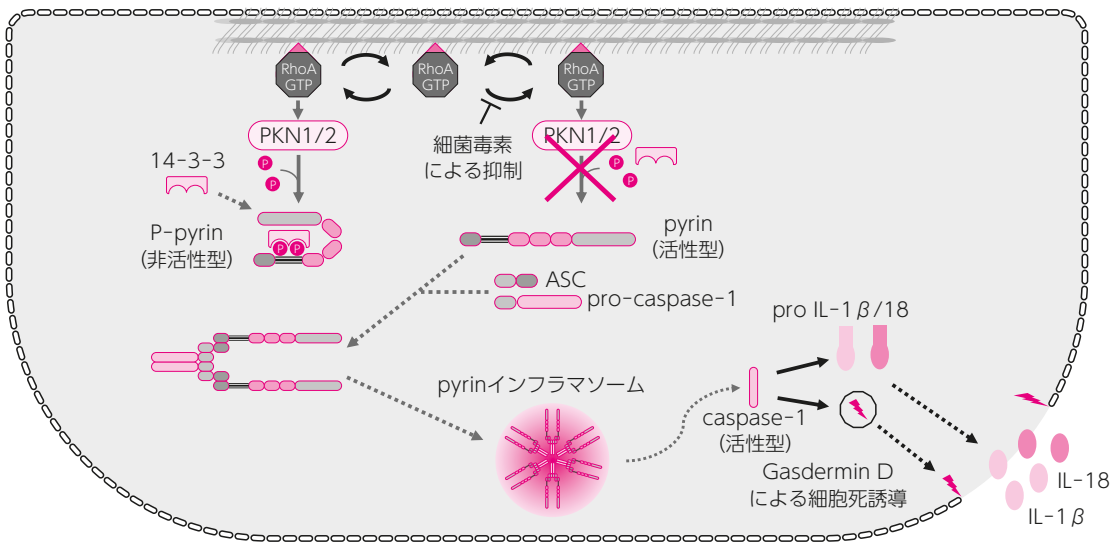 RhoA
GTP
RhoA
GTP
RhoA
GTP
PKN1/2
細菌毒素
による抑制
PKN1/2
14-3-3
P
P
P
P
P-pyrin
(非活性型)
P
P
pyrin
(活性型)
ASC
pro-caspase-1
pro IL-1β/18
pyrinインフラマソーム
caspase-1
(活性型)
Gasdermin D
による細胞死誘導
IL-18
IL-1β